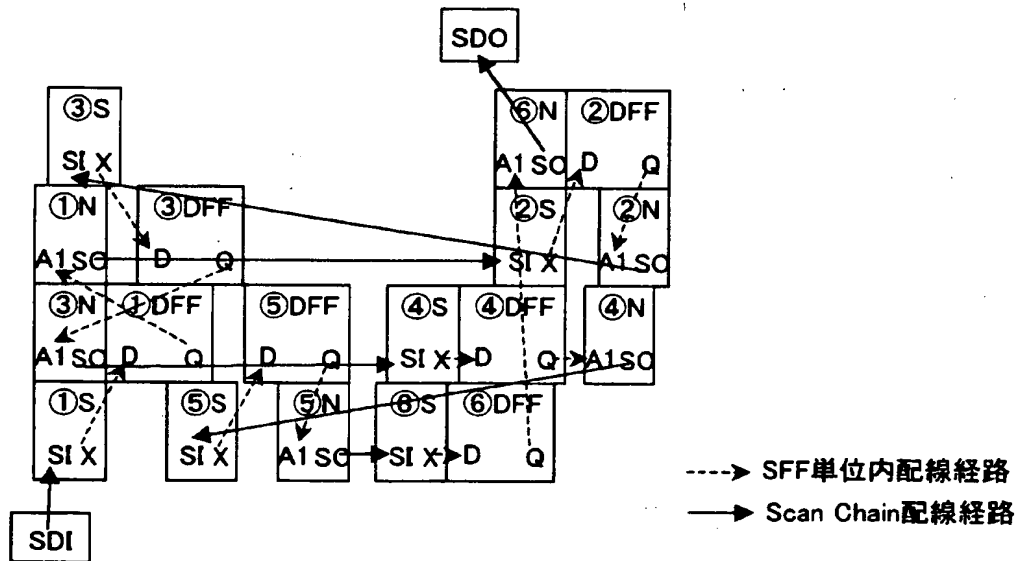 SDO
③S
SI X
⑥N ②DFF
A1 SO D Q
①N ③DFF
A1 SO D Q
②S ②N
SI X A1 SO
③N ①DFF ⑤DFF ④S ④DFF ④N
A1 SO D Q D Q SI X D Q A1 SO
①S ⑤S ⑤N ⑥S ⑥DFF
SI X SI X A1 SO SI X D Q
SFF単位内配線経路
Scan Chain配線経路
SDI